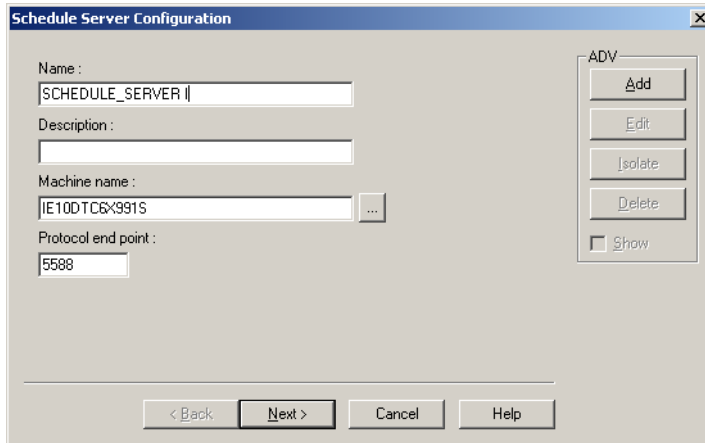 Schedule Server Configuration
Name :
SCHEDULE_SERVER I
Description :
Machine name :
IE10DTC6X991S
...
Protocol end point :
5588
ADV
Add
Edit
Isolate
Delete
Show
< Back
Next >
Cancel
Help